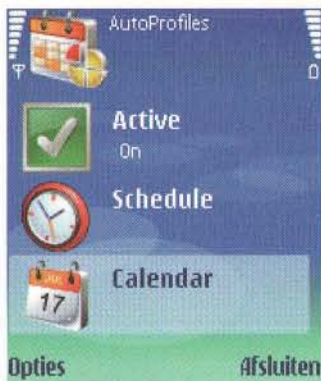 AutoProfiles
Active
On
Schedule
Calendar
17
Opties Afsluiten